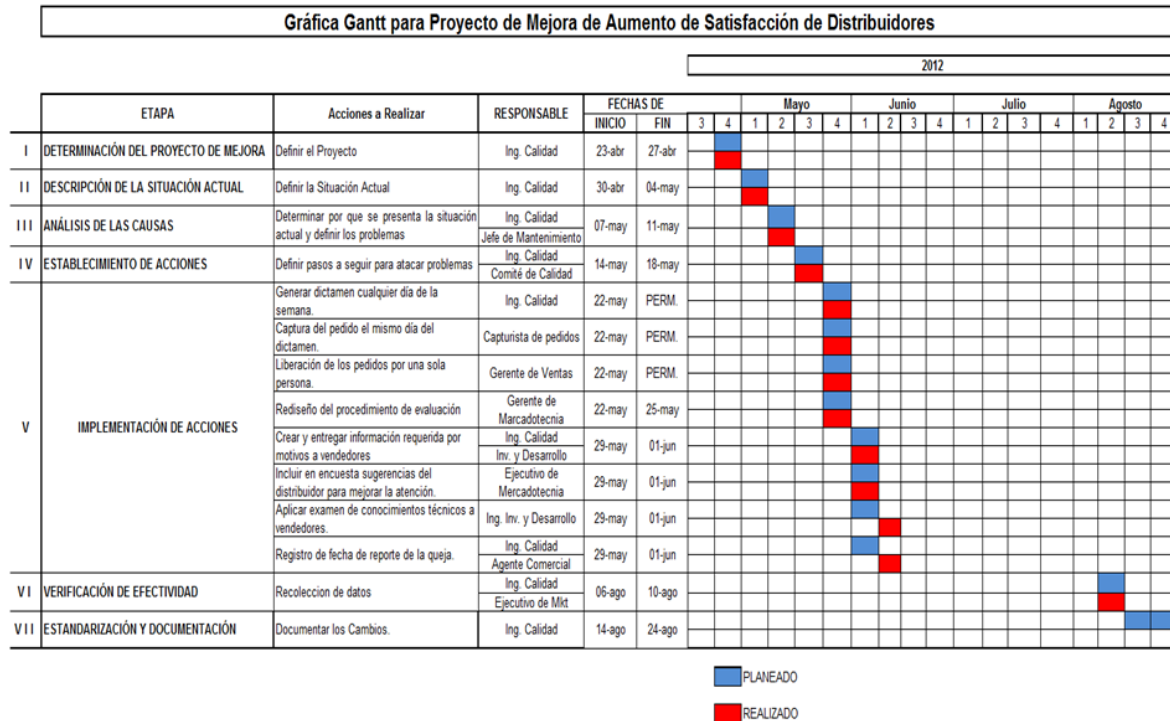 Gráfica Gantt para Proyecto de Mejora de Aumento de Satisfacción de Distribuidores
2012
ETAPA Acciones a Realizar RESPONSABLE FECHAS DE Mayo Junio Julio Agosto
INICIO FIN 3 4 1 2 3 4 1 2 3 4 1 2 3 4 1 2 3 4
I DETERMINACIÓN DEL PROYECTO DE MEJORA Definir el Proyecto Ing. Calidad 23-abr 27-abr
II DESCRIPCIÓN DE LA SITUACIÓN ACTUAL Definir la Situación Actual Ing. Calidad 30-abr 04-may
III ANÁLISIS DE LAS CAUSAS Determinar por que se presenta la situación Ing. Calidad 07-may 11-may
actual y definir los problemas Jefe de Mantenimiento
IV ESTABLECIMIENTO DE ACCIONES Definir pasos a seguir para atacar problemas Ing. Calidad 14-may 18-may
Comité de Calidad
V IMPLEMENTACIÓN DE ACCIONES
Generar dictamen cualquier día de la Ing. Calidad 22-may PERM.
semana.
Captura del pedido el mismo día del Capturista de pedidos 22-may PERM.
dictamen.
Liberación de los pedidos por una sola Gerente de Ventas 22-may PERM.
persona.
Rediseño del procedimiento de evaluación Gerente de 22-may 25-may
Marcadotecnia
Crear y entregar información requerida por Ing. Calidad 29-may 01-jun
motivos a vendedores Inv. y Desarrollo
Incluir en encuesta sugerencias del Ejecutivo de 29-may 01-jun
distribuidor para mejorar la atención. Mercadotecnia
Aplicar examen de conocimientos técnicos a Ing. Inv. y Desarrollo 29-may 01-jun
vendedores.
Registro de fecha de reporte de la queja. Ing. Calidad 29-may 01-jun
Agente Comercial
VI VERIFICACIÓN DE EFECTIVIDAD Recoleccion de datos Ing. Calidad 06-ago 10-ago
Ejecutivo de Mkt
VII ESTANDARIZACIÓN Y DOCUMENTACIÓN Documentar los Cambios. Ing. Calidad 14-ago 24-ago
PLANEADO
REALIZADO